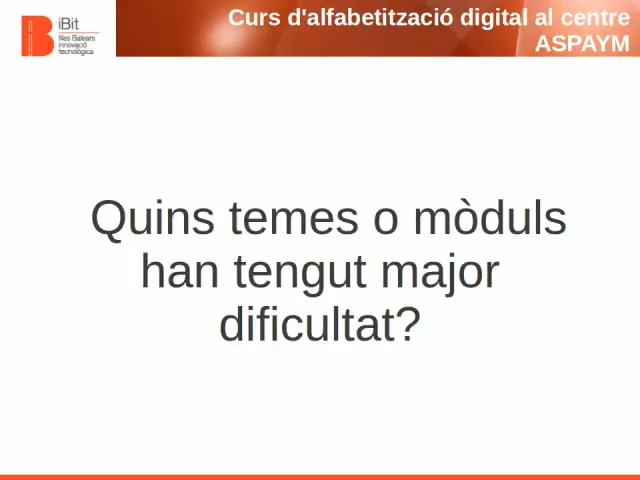 iBit
Illes Balears
innovació
tecnològica
Curs d'alfabetització digital al centre
ASPAYM
Quins temes o mòduls
han tengut major
dificultat?